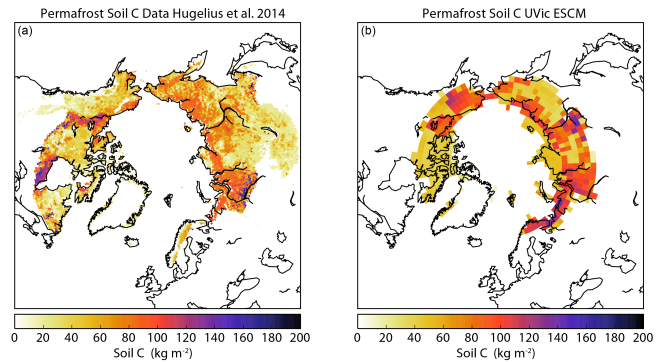 Permafrost Soil C Data Hugelius et al. 2014
(a)
0 20 40 60 80 100 120 140 160 180 200
Soil C (kg m-2)
Permafrost Soil C UVic ESCM
(b)
0 20 40 60 80 100 120 140 160 180 200
Soil C (kg m-2)